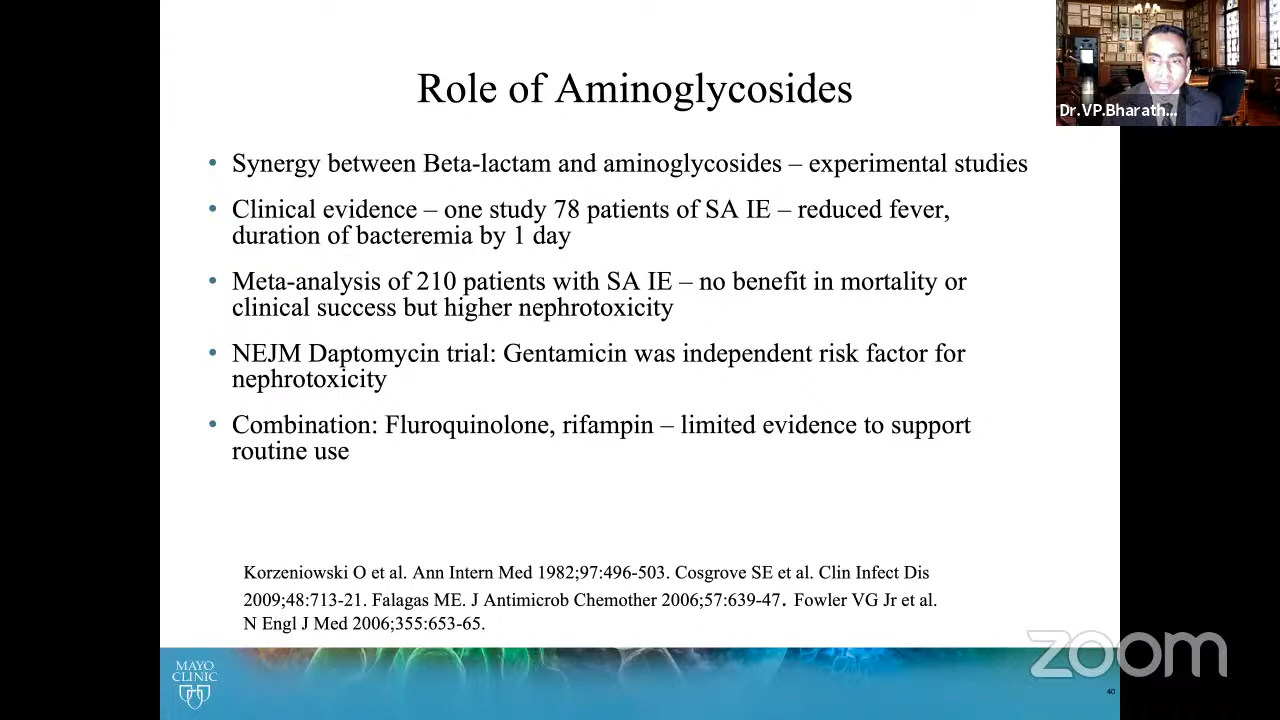 Role of Aminoglycosides
Dr.VP.Bharath...
• Synergy between Beta-lactam and aminoglycosides – experimental studies
• Clinical evidence – one study 78 patients of SA IE – reduced fever,
duration of bacteremia by 1 day
• Meta-analysis of 210 patients with SA IE – no benefit in mortality or
clinical success but higher nephrotoxicity
• NEJM Daptomycin trial: Gentamicin was independent risk factor for
nephrotoxicity
• Combination: Fluroquinolone, rifampin – limited evidence to support
routine use
Korzeniowski O et al. Ann Intern Med 1982;97:496-503. Cosgrove SE et al. Clin Infect Dis
2009;48:713-21. Falagas ME. J Antimicrob Chemother 2006;57:639-47. Fowler VG Jr et al.
N Engl J Med 2006;355:653-65.
zoom
MAYO
CLINIC
40